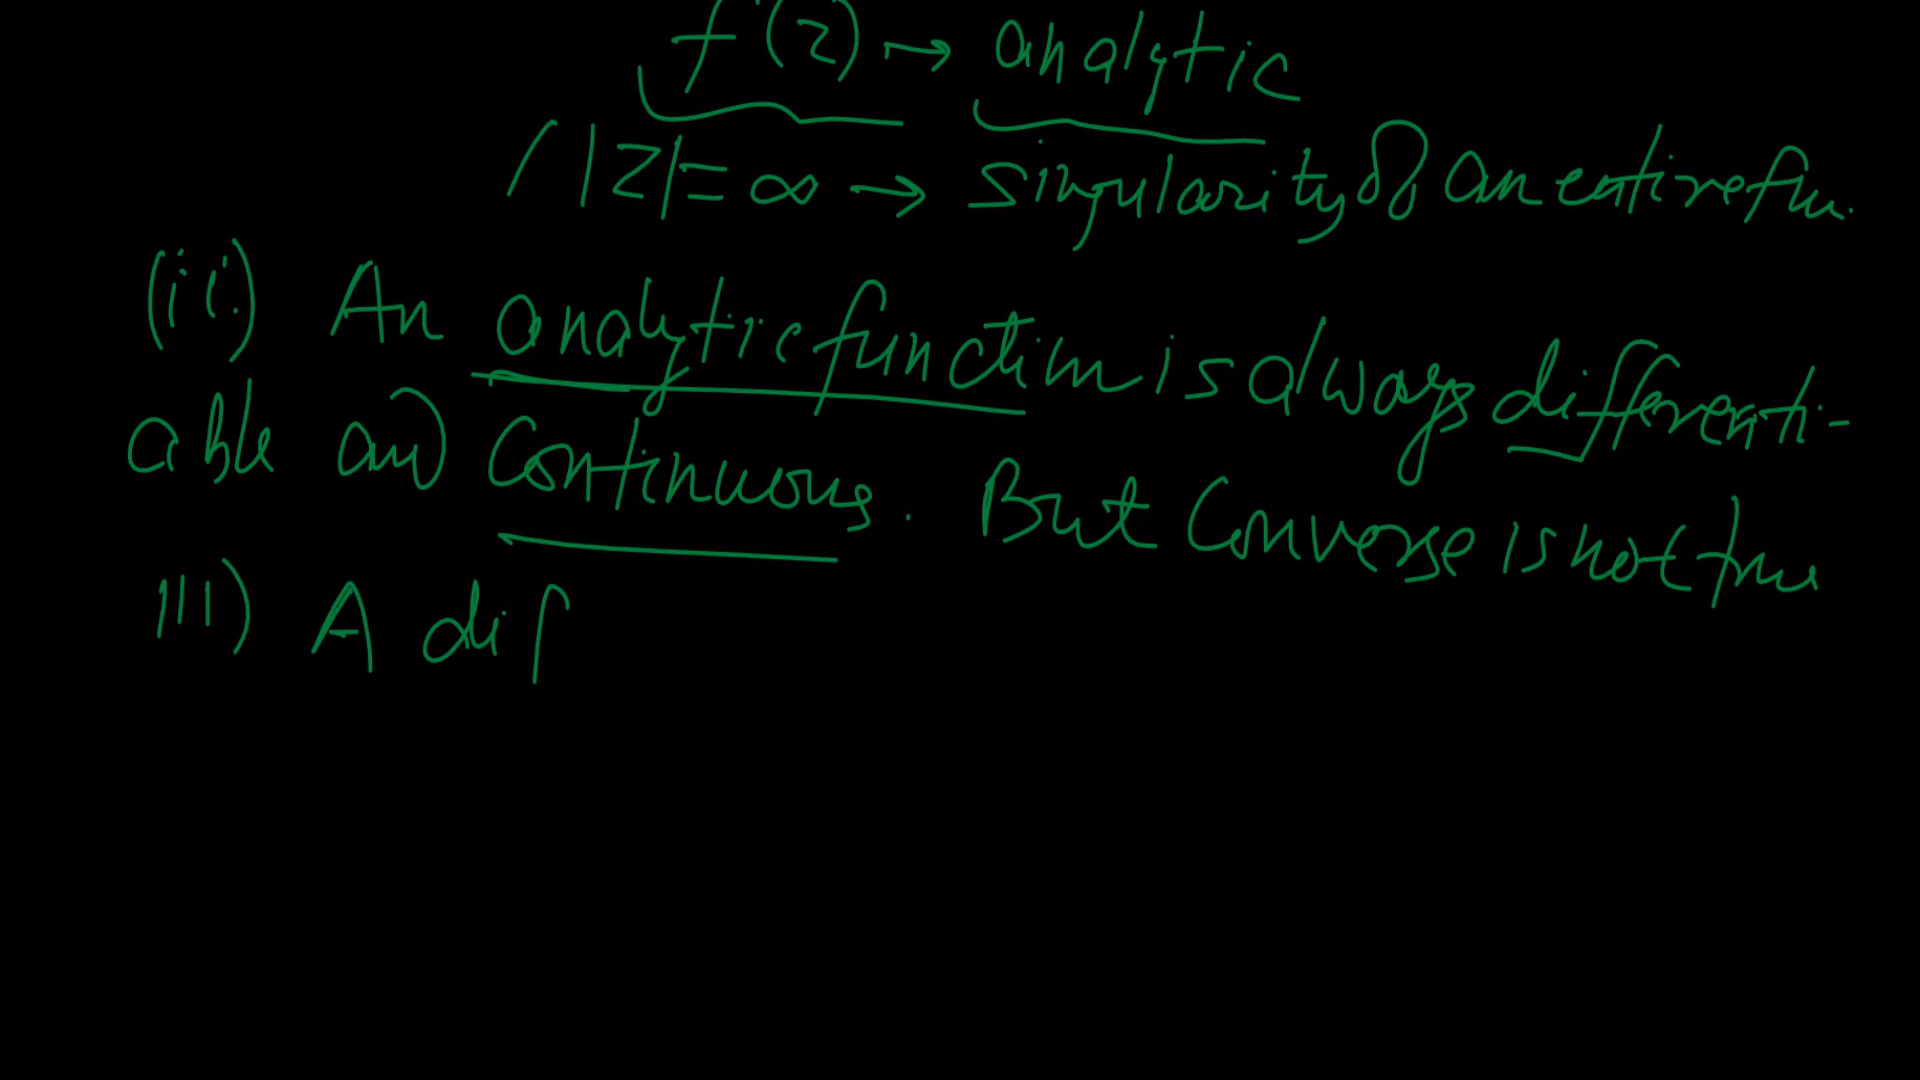 f'(z) → analytic
/ |z| = ∞ → singularity of an entire fun.
(ii) An analytic function is always differenti-
able and continuous. But Converse is not true
III) A dif